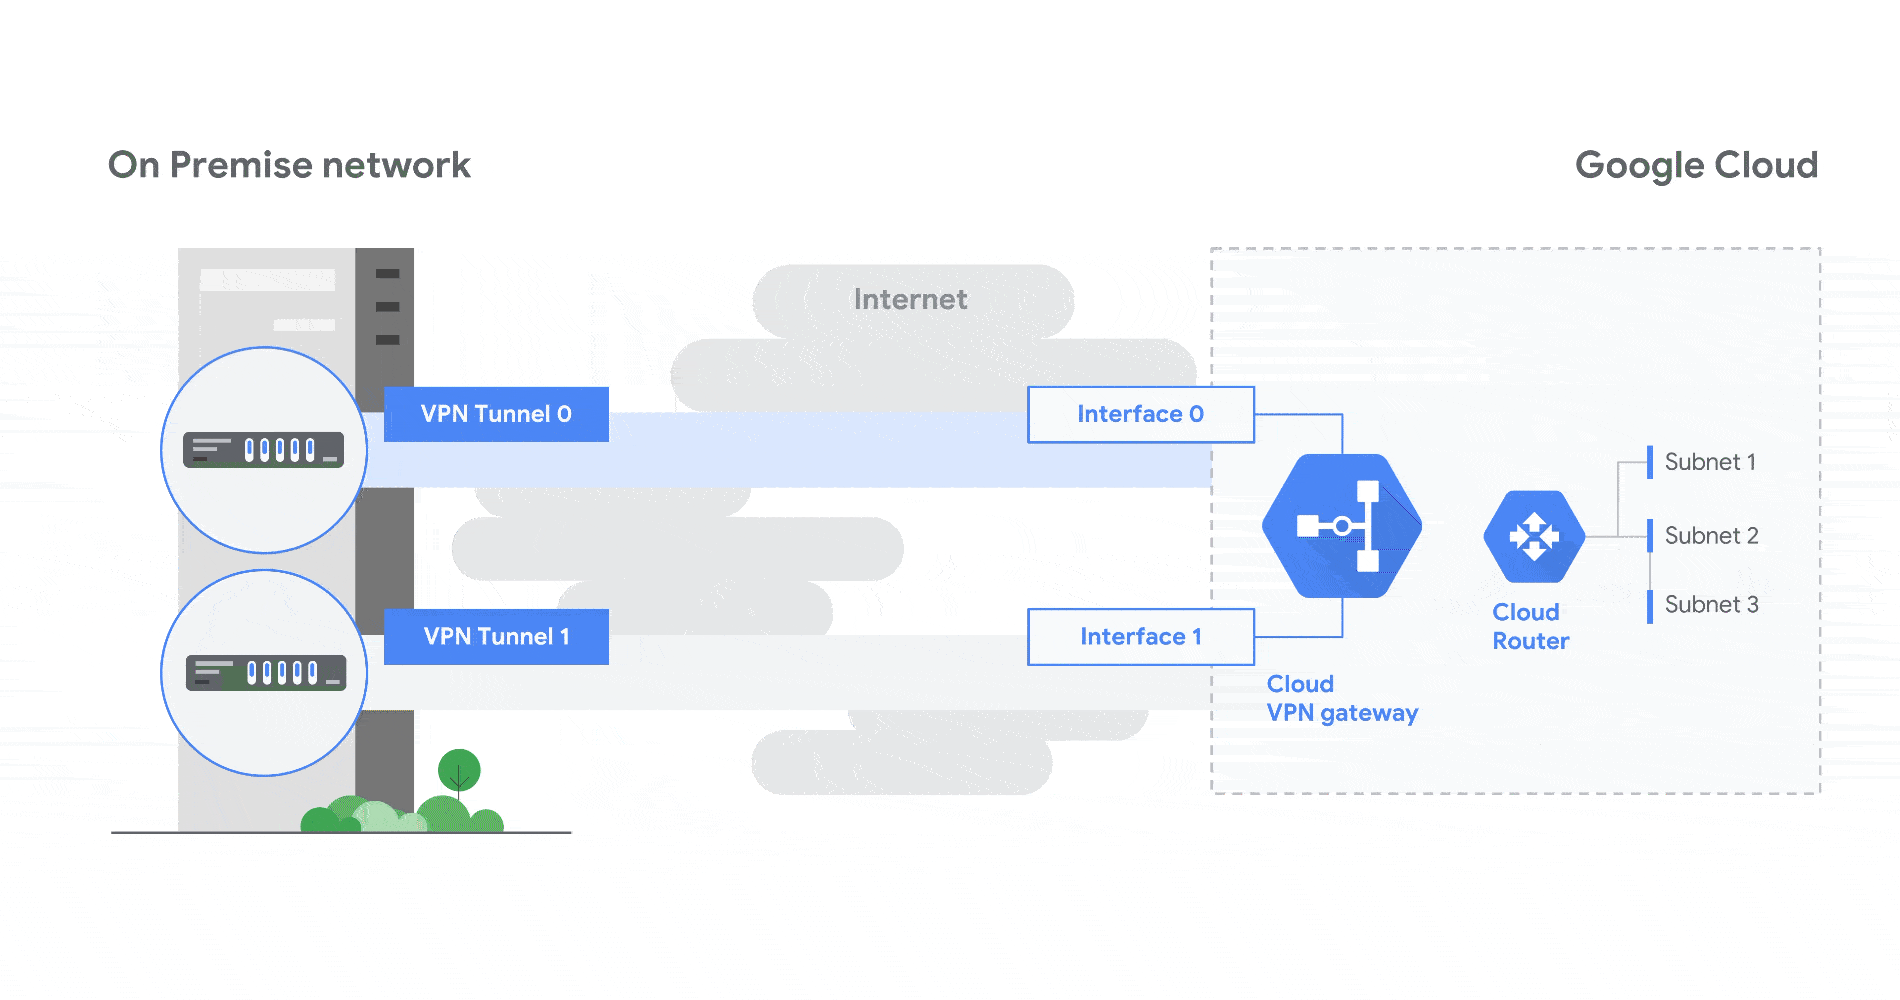 On Premise network
Google Cloud
Internet
VPN Tunnel 0
Interface 0
Subnet 1
Subnet 2
Subnet 3
Cloud
Router
VPN Tunnel 1
Interface 1
Cloud
VPN gateway